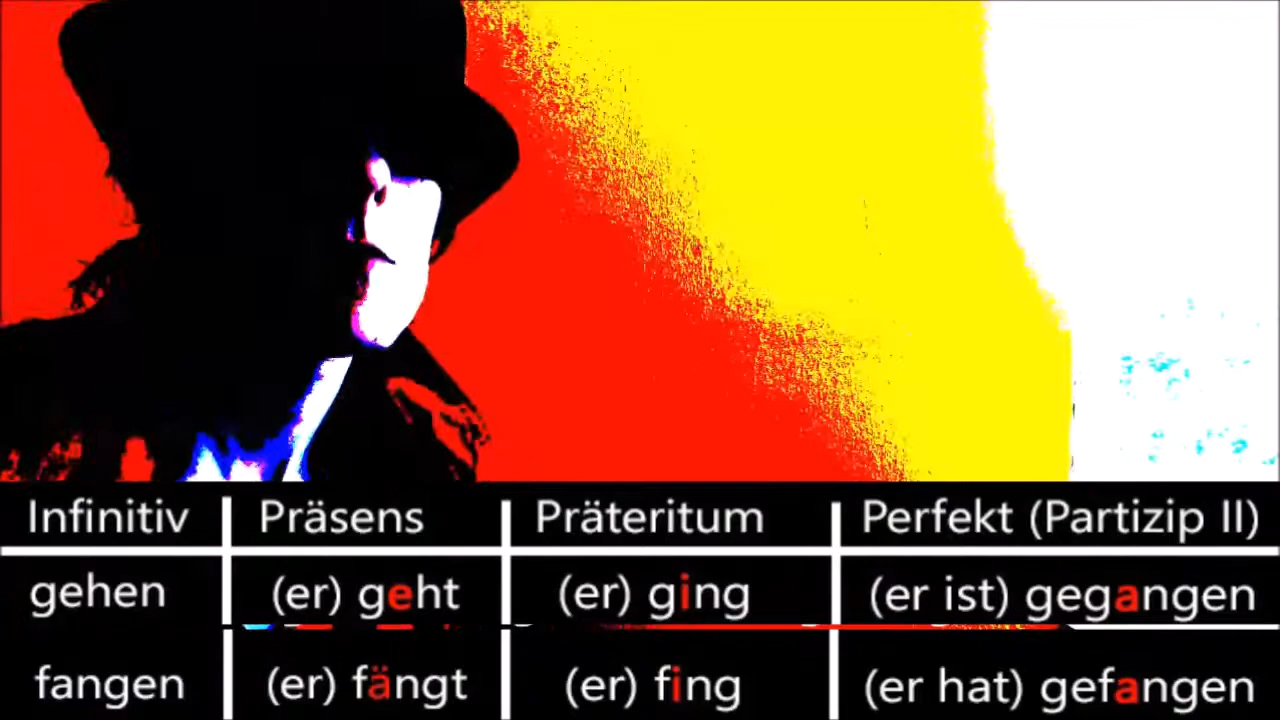 Infinitiv Präsens Präteritum Perfekt (Partizip II)
gehen (er) geht (er) ging (er ist) gegangen
fangen (er) fängt (er) fing (er hat) gefangen